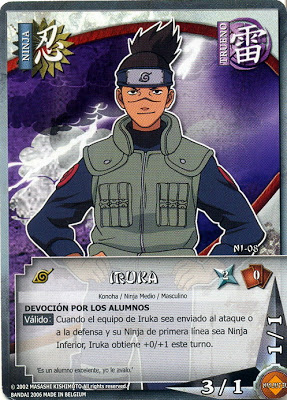 NINJA
忍
TRUENO
雷
N1-08
IRUKA
2
0
Konoha / Ninja Medio / Masculino
DEVOCIÓN POR LOS ALUMNOS
Válido: Cuando el equipo de Iruka sea enviado al ataque o
a la defensa y su Ninja de primera línea sea Ninja
Inferior, Iruka obtiene +0/+1 este turno.
'Es un alumno excelente, yo le avalo.'
© 2002 MASASHI KISHIMOTO All rights reserved.
BANDAI 2006 MADE IN BELGIUM
3/1
1/1